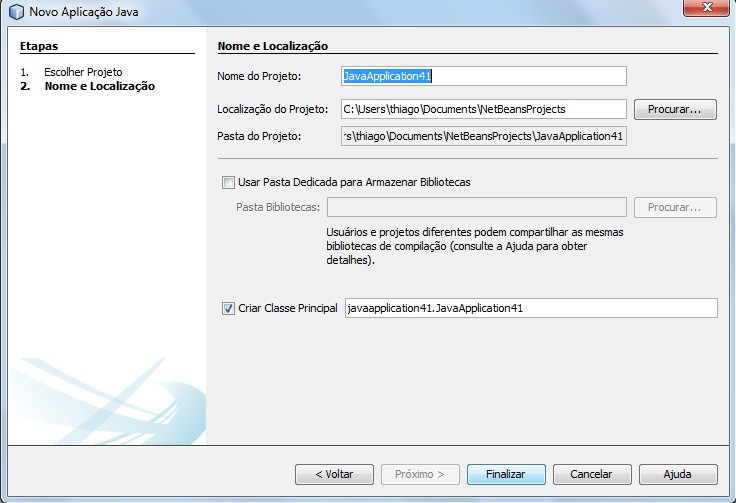 Novo Aplicação Java
Etapas
1. Escolher Projeto
2. Nome e Localização
Nome e Localização
Nome do Projeto: JavaApplication41
Localização do Projeto: C:\Users\thiago\Documents\NetBeansProjects Procurar...
Pasta do Projeto: rs\thiago\Documents\NetBeansProjects\JavaApplication41
Usar Pasta Dedicada para Armazenar Bibliotecas
Pasta Bibliotecas: Procurar...
Usuários e projetos diferentes podem compartilhar as mesmas
bibliotecas de compilação (consulte a Ajuda para obter
detalhes).
Criar Classe Principal javaapplication41.JavaApplication41
< Voltar Próximo > Finalizar Cancelar Ajuda